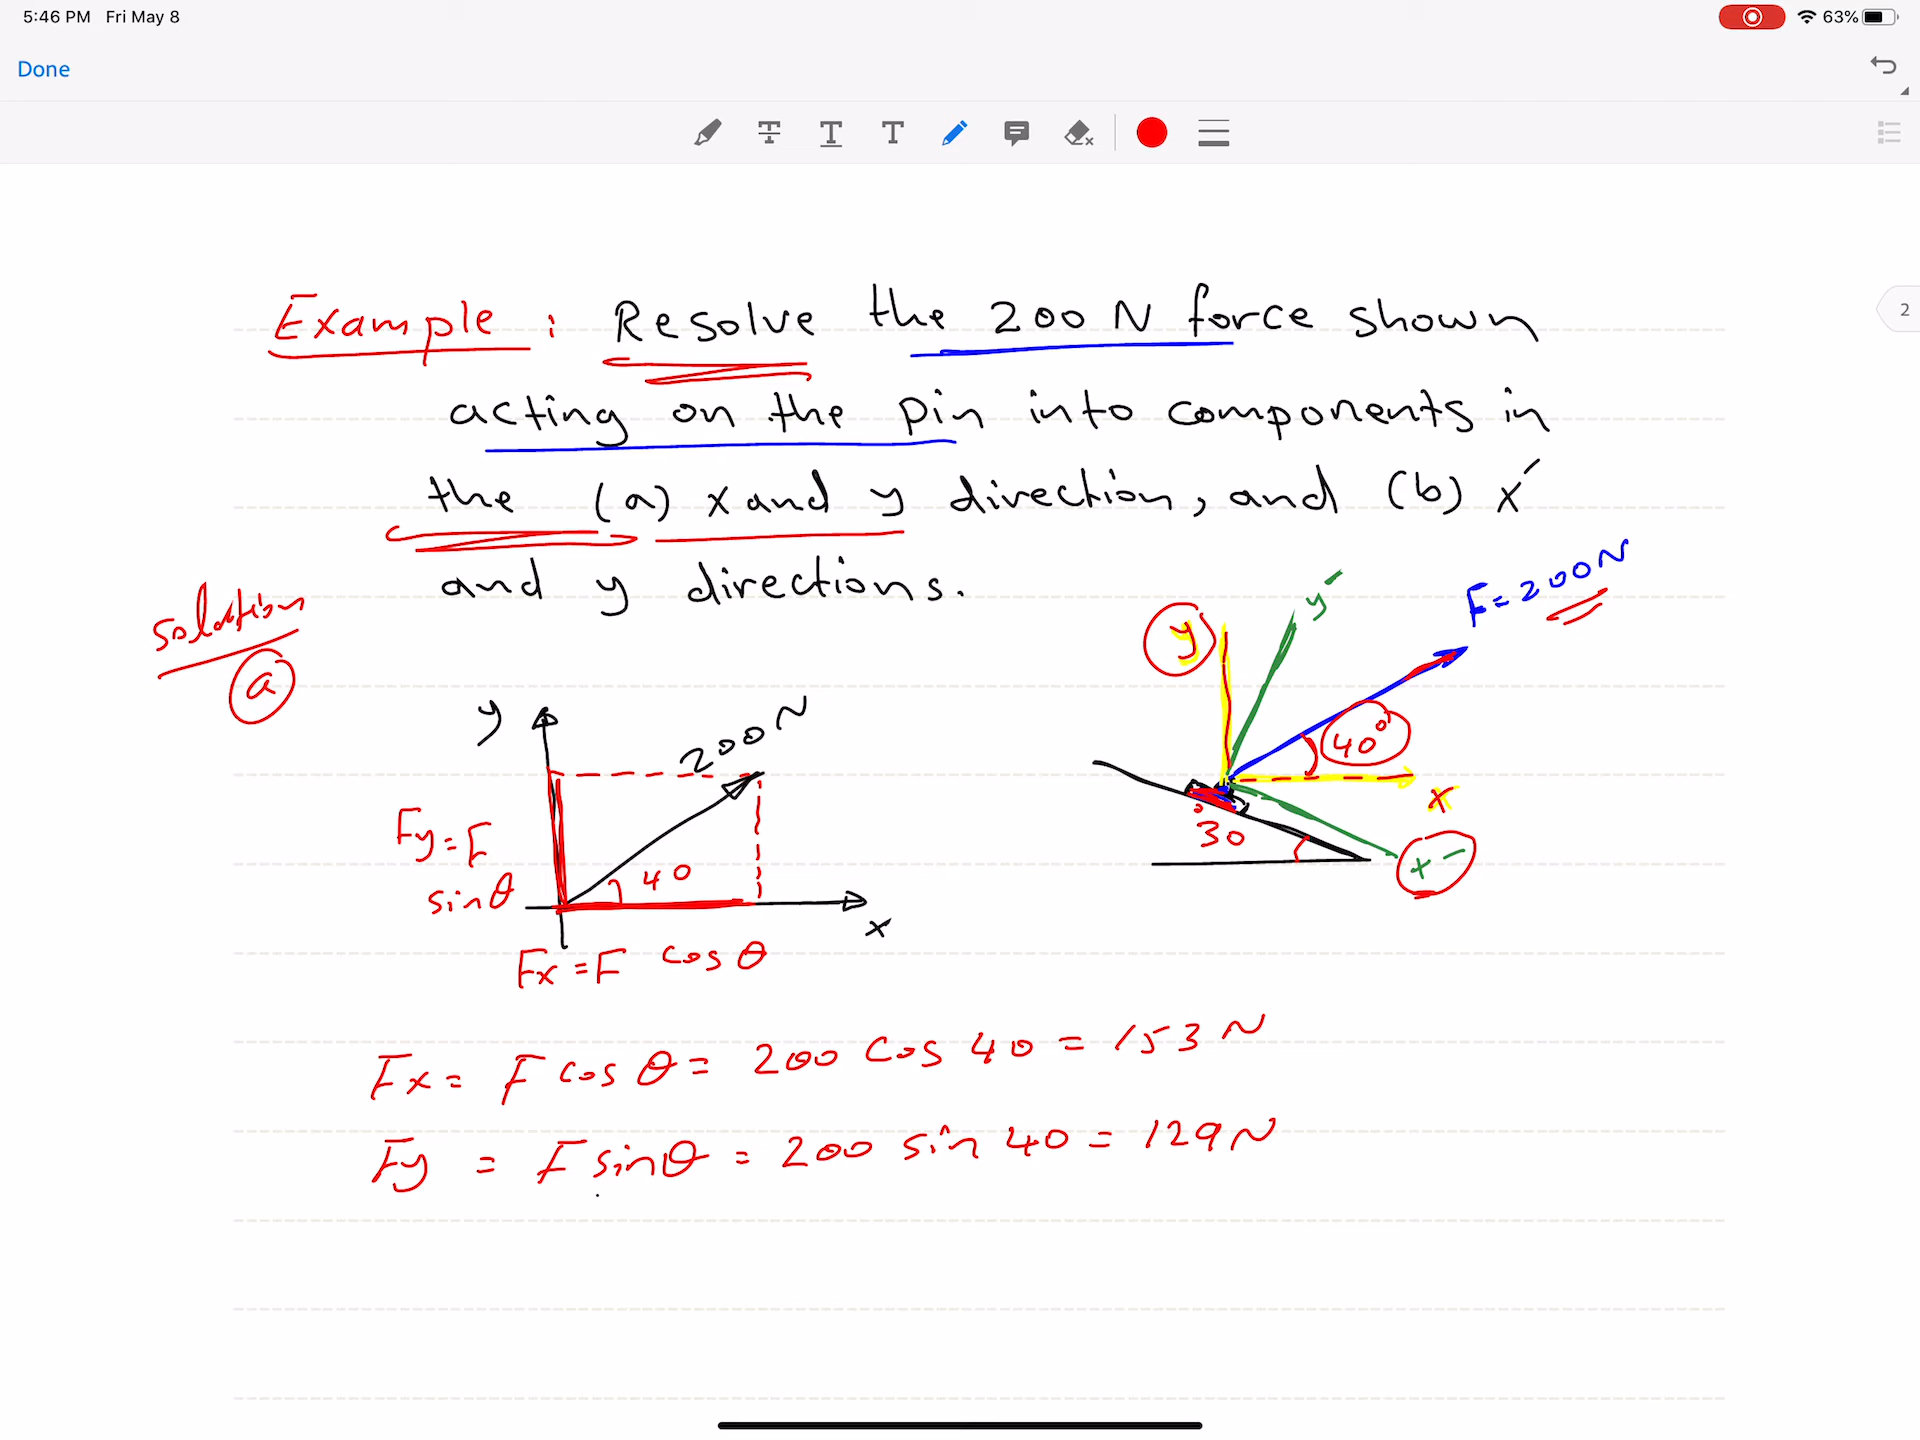 5:46 PM Fri May 8
63%
Done
2
Example : Resolve the 200 N force shown
acting on the pin into components in
the (a) x and y direction, and (b) x′
and y directions.
Solution
a
y
200 N
Fy = F
sin θ
40
x
Fx = F cos θ
y
y′
F = 200N
40°
x
30°
x′
Fx = F cos θ = 200 cos 40 = 153 N
Fy = F sin θ = 200 sin 40 = 129 N